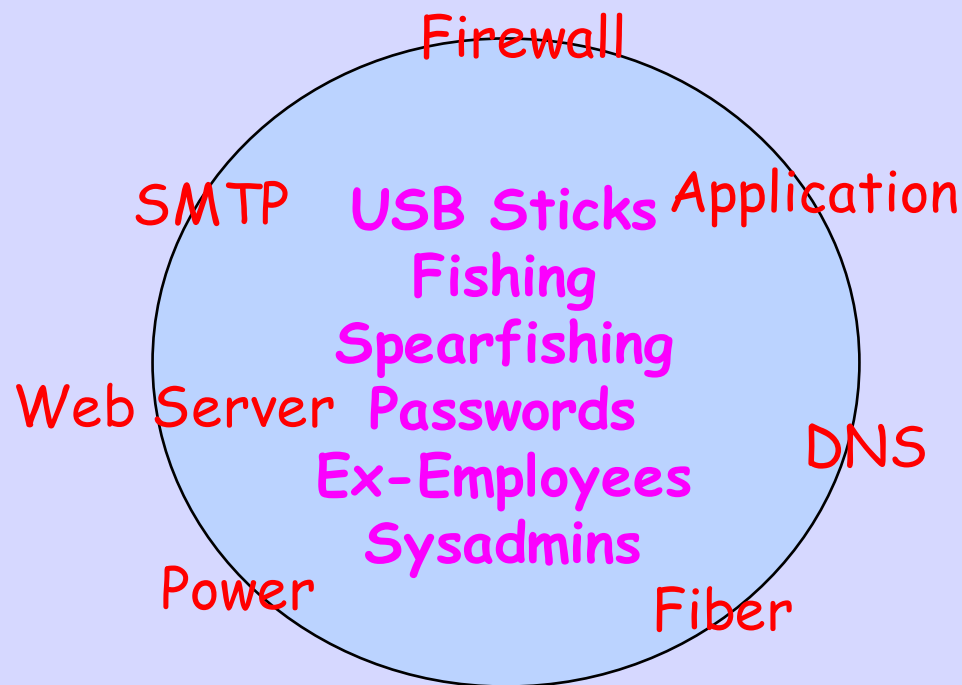 Firewall
SMTP
Application
USB Sticks
Fishing
Spearfishing
Web Server
Passwords
DNS
Ex-Employees
Sysadmins
Power
Fiber